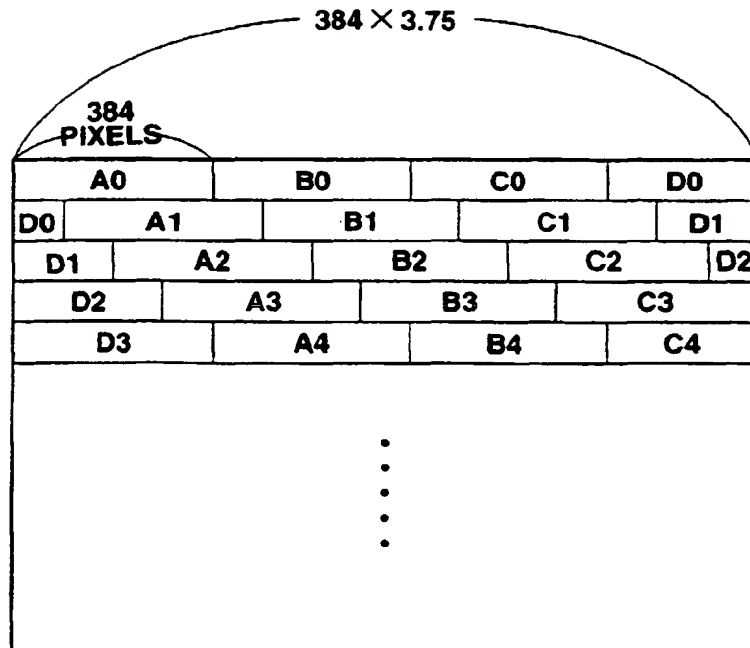 384 × 3.75
384
PIXELS
A0 B0 C0 D0
D0 A1 B1 C1 D1
D1 A2 B2 C2 D2
D2 A3 B3 C3
D3 A4 B4 C4